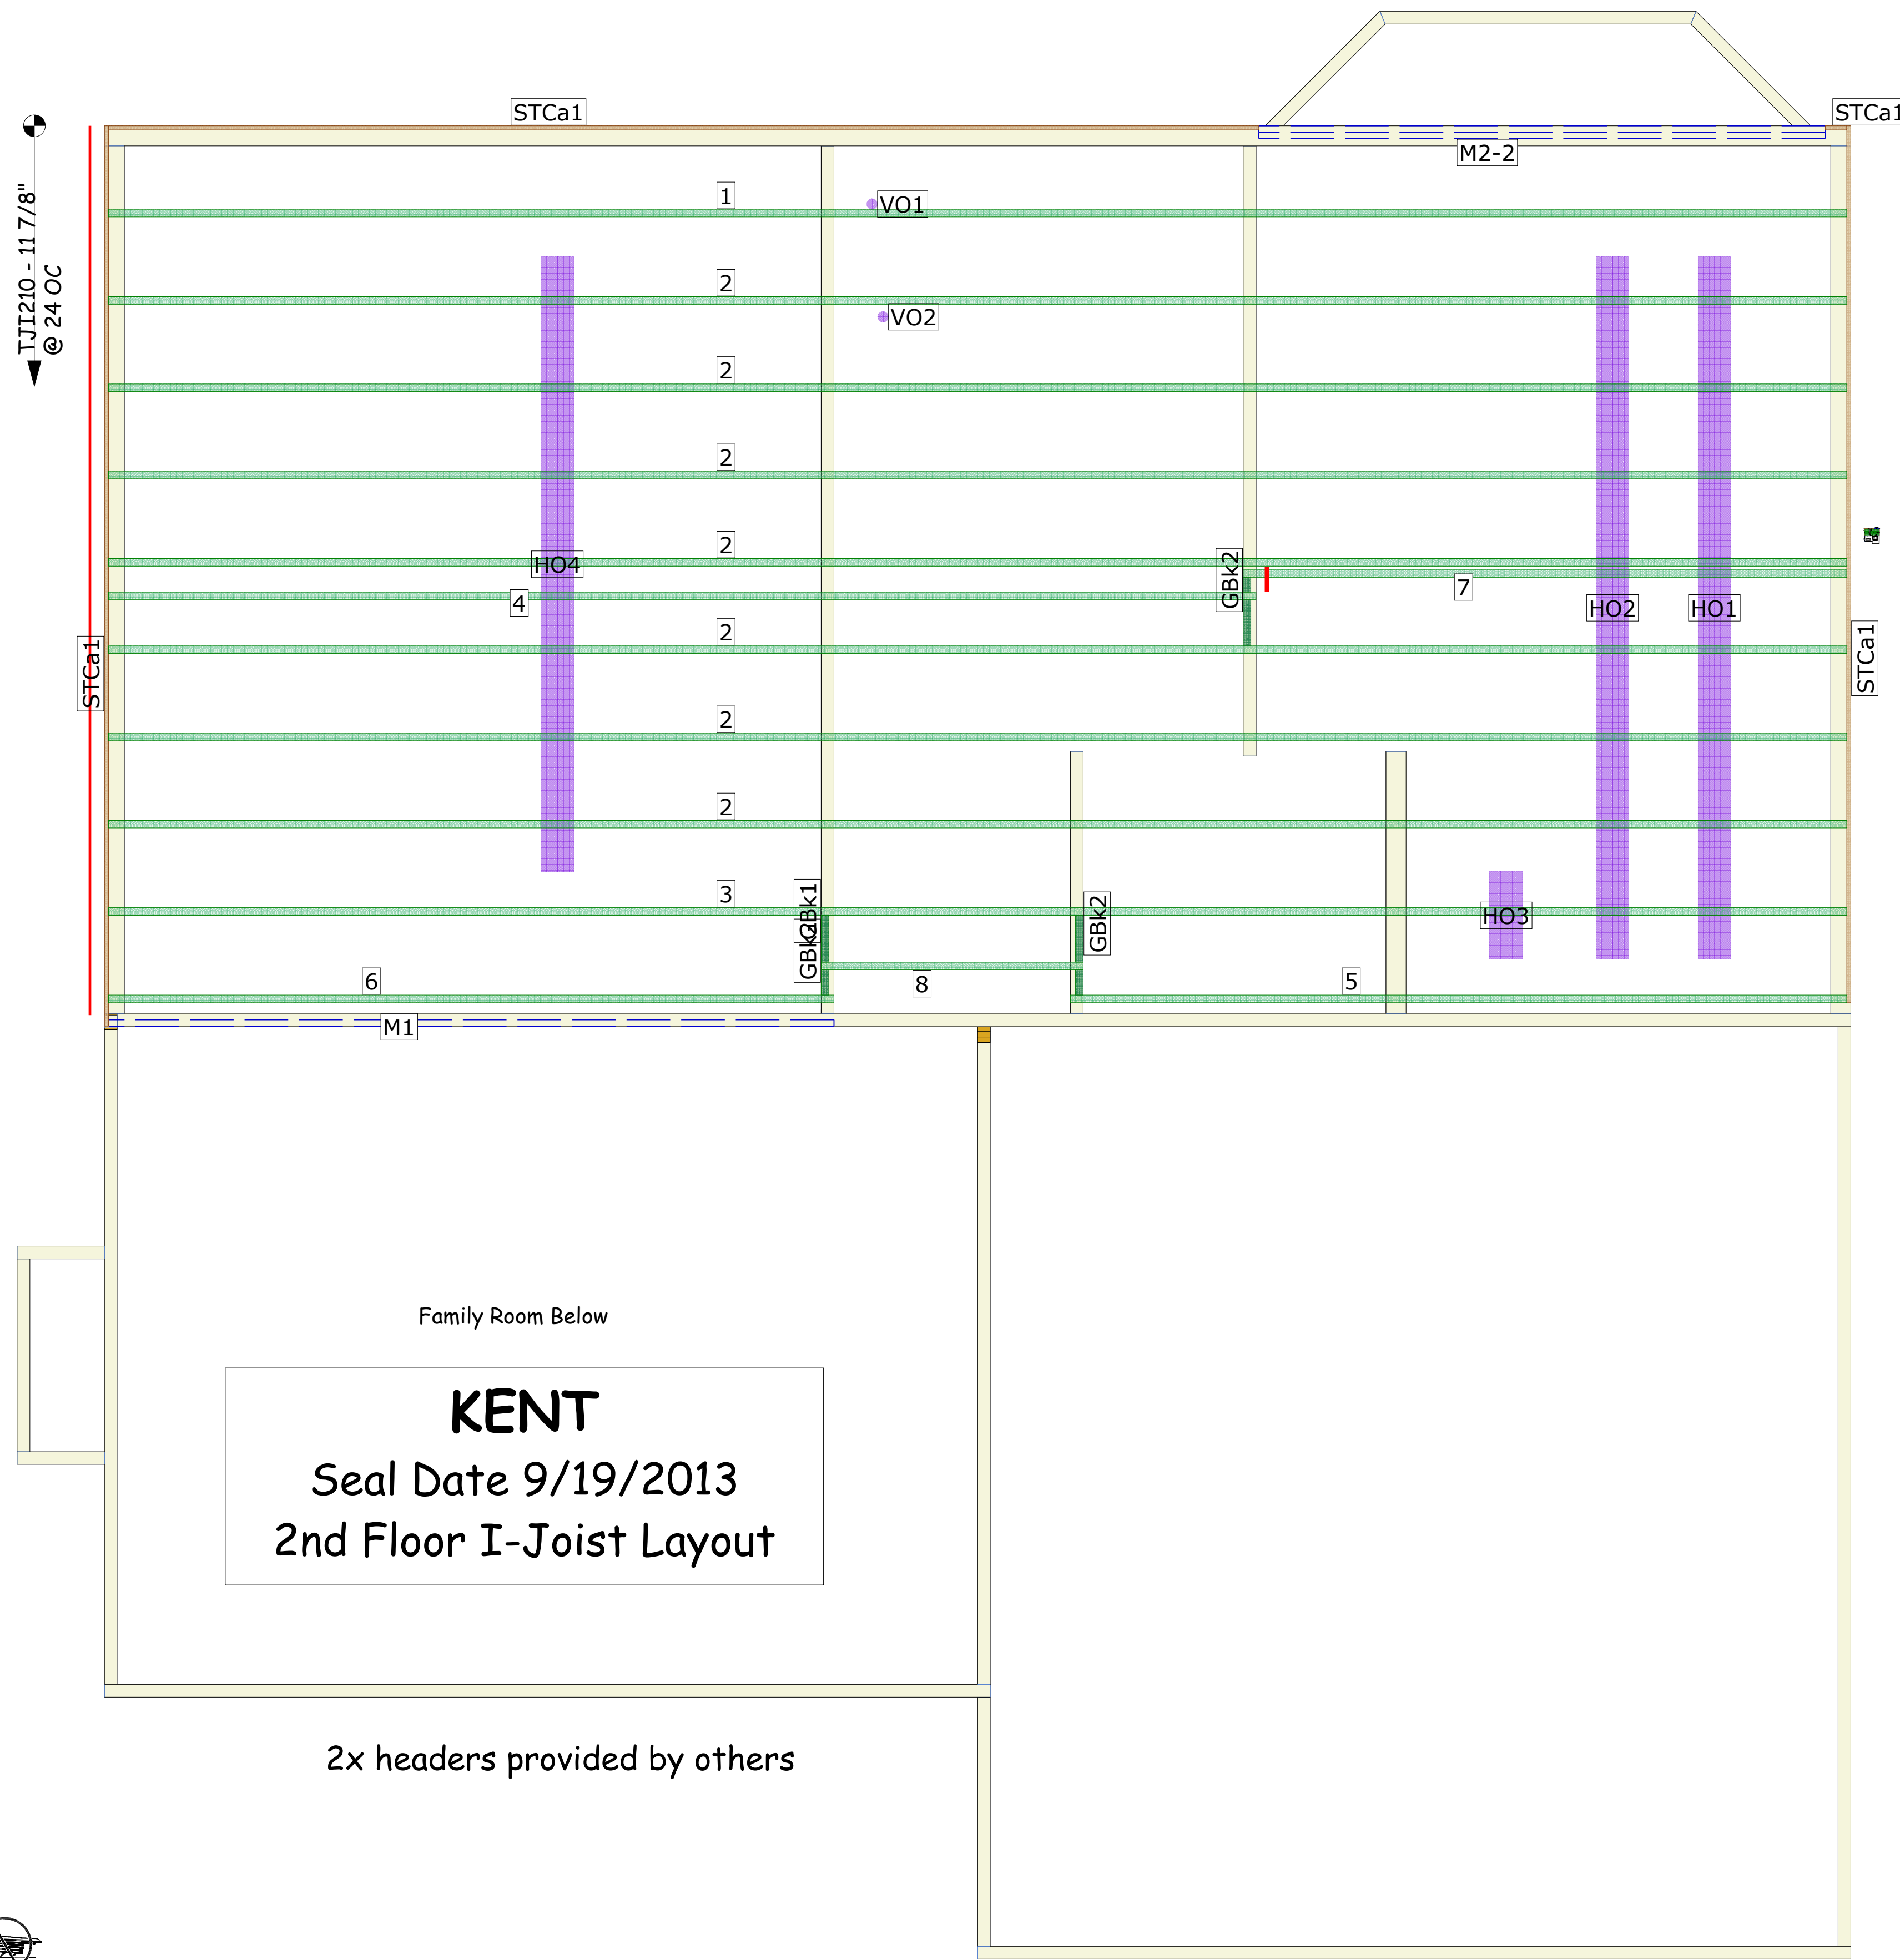 STCa1
STCa1
M2-2
TJI210 - 11 7/8"
@ 24 OC
1
VO1
2
VO2
2
2
2
HO4
GBk2
7
4
HO2
HO1
2
STCa1
STCa1
2
2
3
GBk1
GBk2
GBk2
HO3
6
8
5
M1
Family Room Below
KENT
Seal Date 9/19/2013
2nd Floor I-Joist Layout
2x headers provided by others